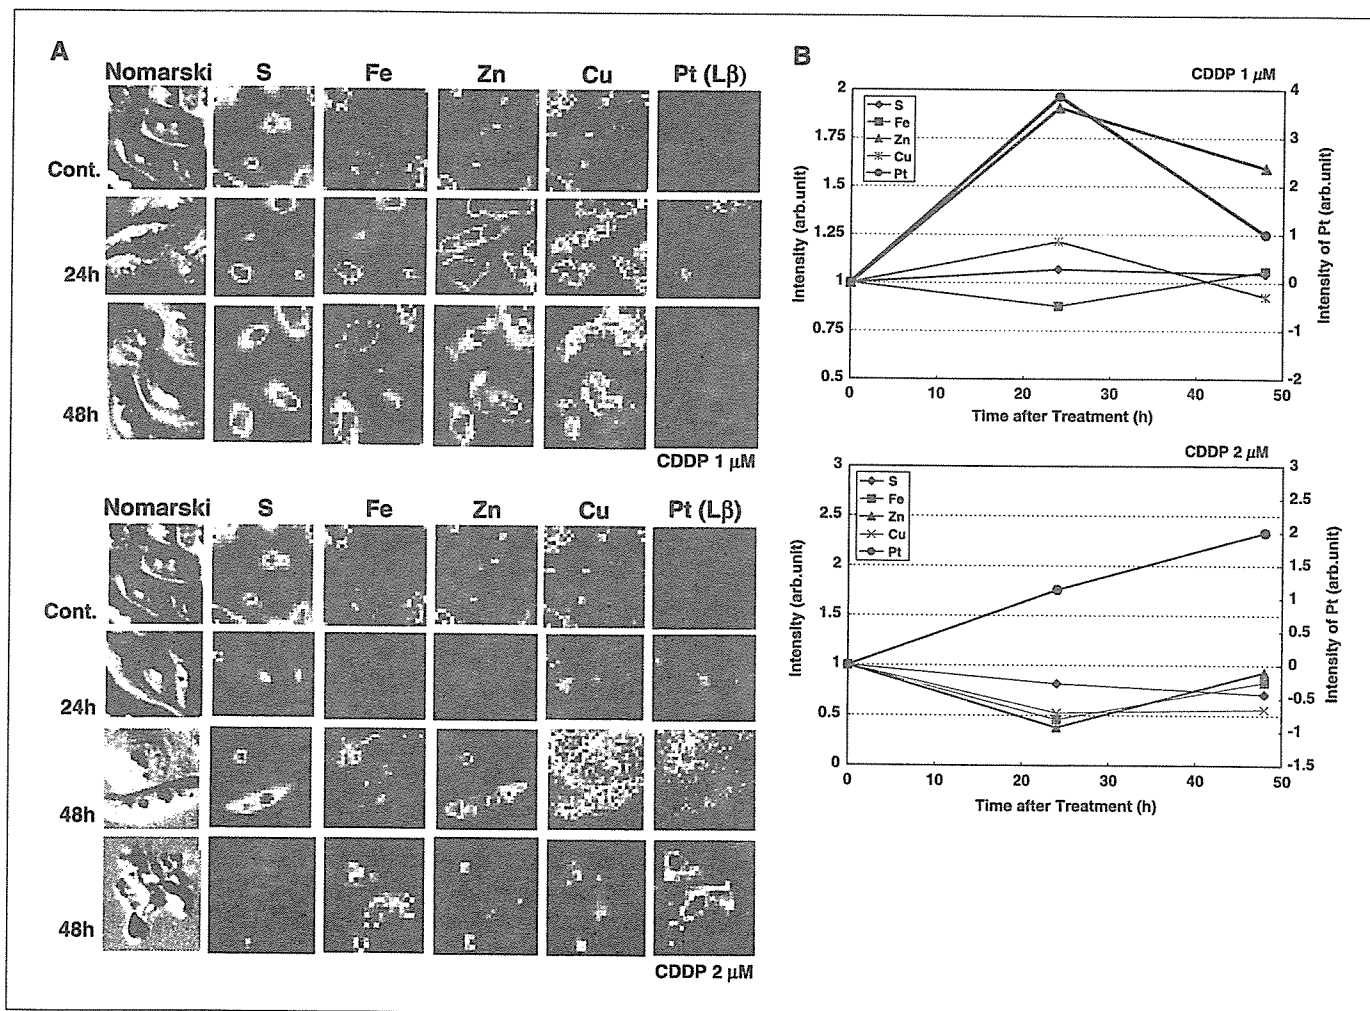 A
Nomarski S Fe Zn Cu Pt (Lβ)
Cont.
24h
48h
CDDP 1 μM
Nomarski S Fe Zn Cu Pt (Lβ)
Cont.
24h
48h
48h
CDDP 2 μM
B
CDDP 1 μM
S
Fe
Zn
Cu
Pt
Intensity (arb.unit)
2
1.75
1.5
1.25
1
0.75
0.5
4
3
2
1
0
-1
-2
Intensity of Pt (arb.unit)
0 10 20 30 40 50
Time after Treatment (h)
CDDP 2 μM
S
Fe
Zn
Cu
Pt
Intensity (arb.unit)
3
2.5
2
1.5
1
0.5
0
3
2.5
2
1.5
1
0.5
0
-0.5
-1
-1.5
Intensity of Pt (arb.unit)
0 10 20 30 40 50
Time after Treatment (h)